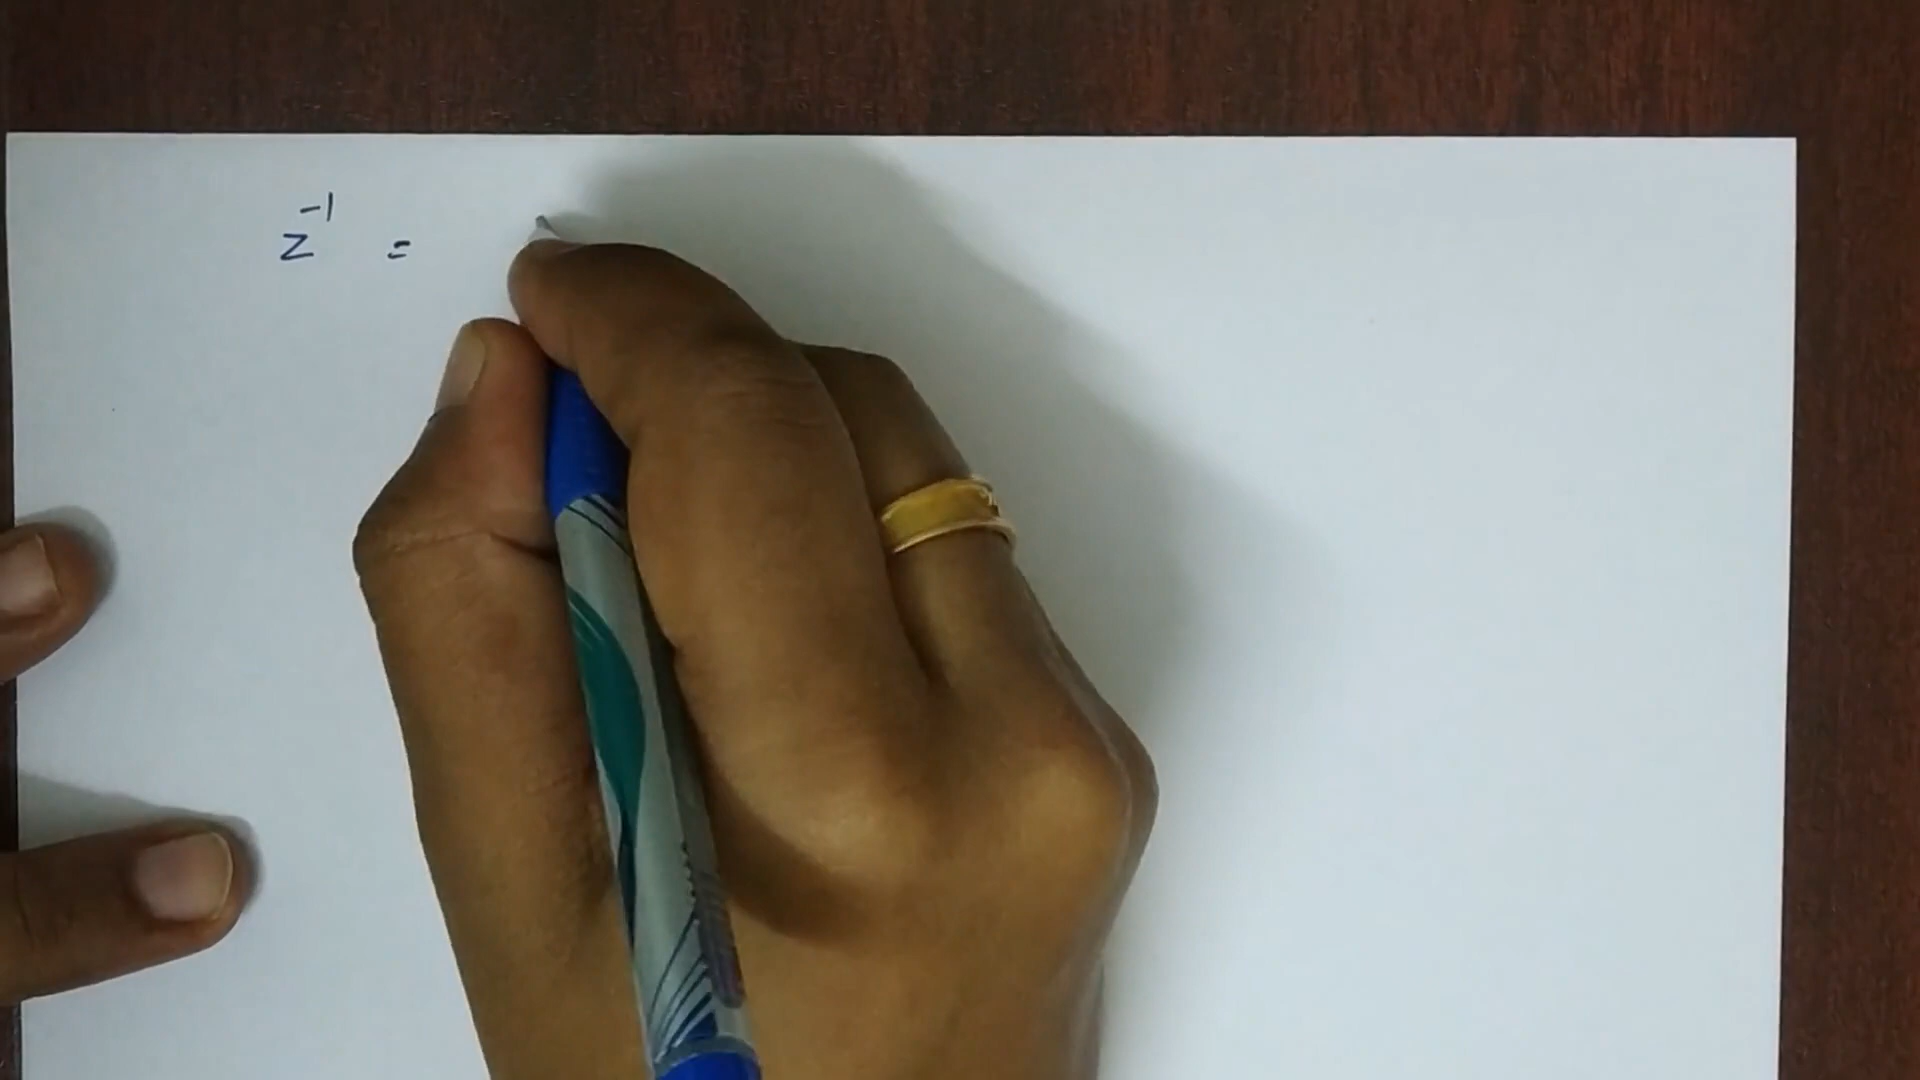 z⁻¹ =